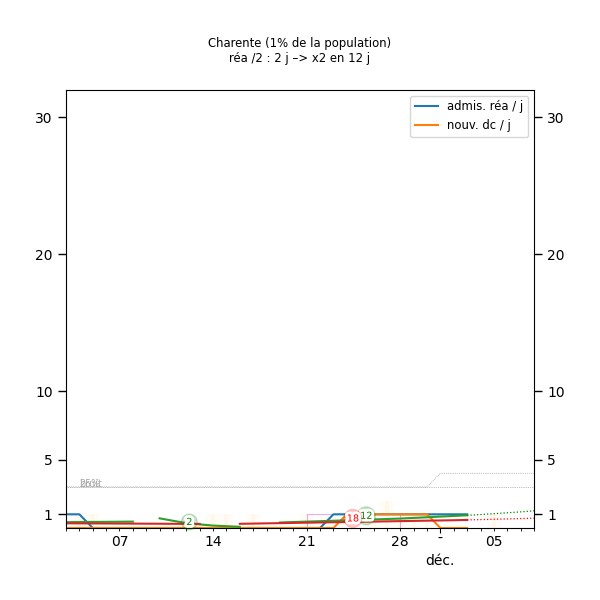 Charente (1% de la population)
réa /2 : 2 j –> x2 en 12 j
admis. réa / j
nouv. dc / j
30 30
20 20
10 10
5 5
2 18 12
1 1
07 14 21 28 - 05
déc.